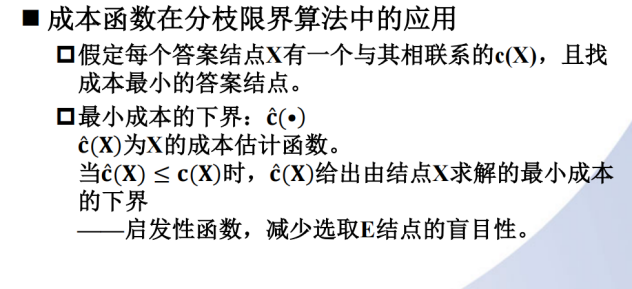 ■ 成本函数在分枝限界算法中的应用
假定每个答案结点X有一个与其相联系的c(X)，且找
成本最小的答案结点。
最小成本的下界：ĉ(•)
ĉ(X)为X的成本估计函数。
当ĉ(X) ≤ c(X)时，ĉ(X)给出由结点X求解的最小成本
的下界
——启发性函数，减少选取E结点的盲目性。